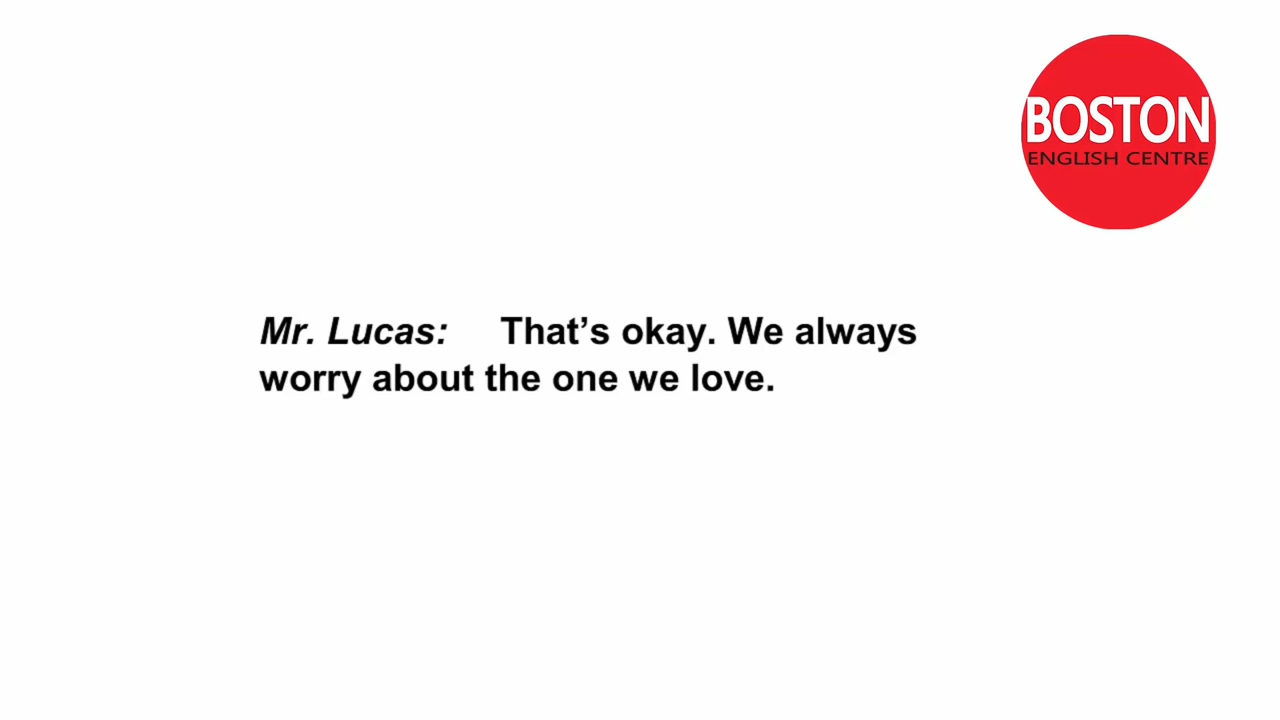 BOSTON
ENGLISH CENTRE
Mr. Lucas: That’s okay. We always
worry about the one we love.